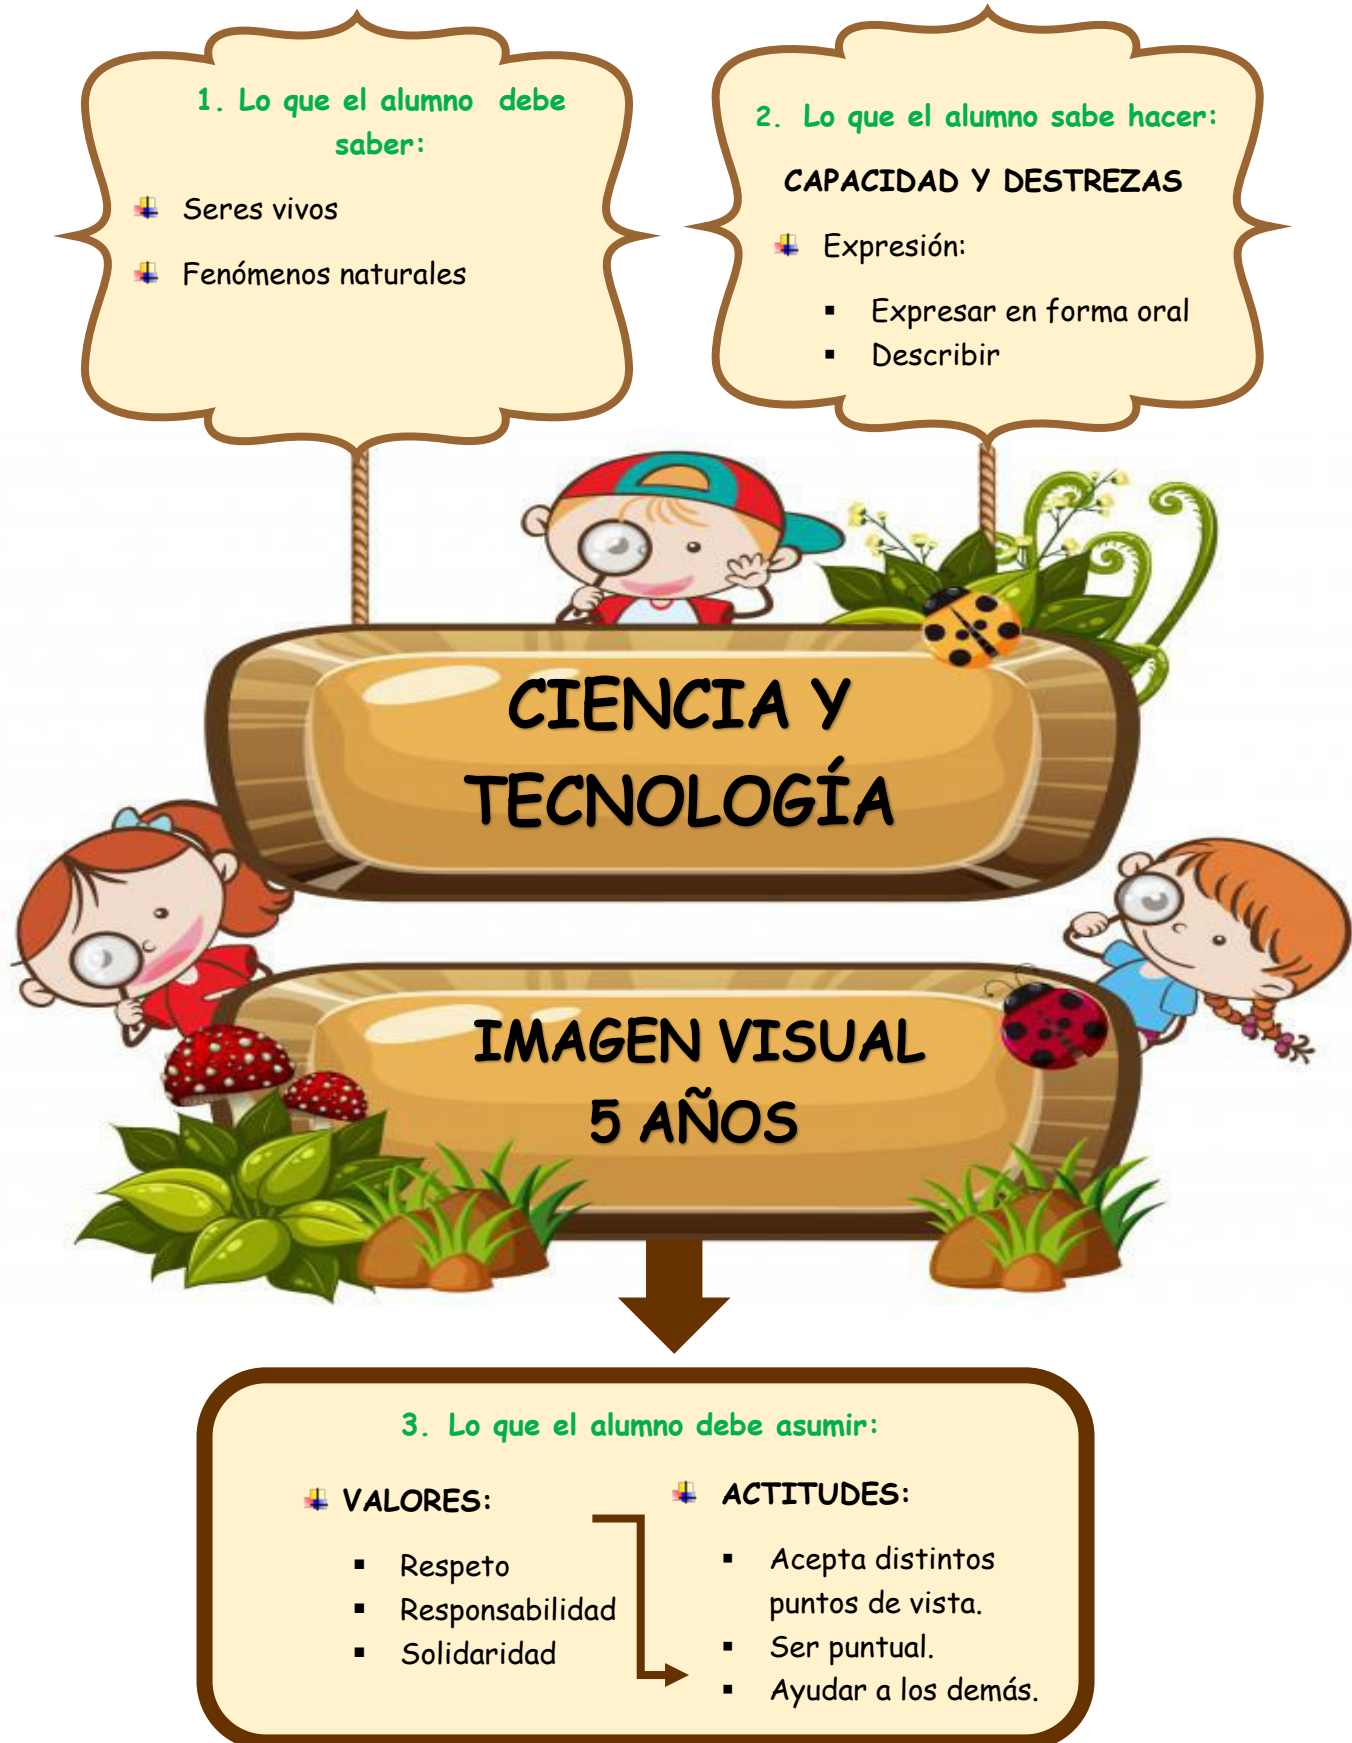 1. Lo que el alumno debe
saber:
Seres vivos
Fenómenos naturales
2. Lo que el alumno sabe hacer:
CAPACIDAD Y DESTREZAS
Expresión:
▪ Expresar en forma oral
▪ Describir
CIENCIA Y
TECNOLOGÍA
IMAGEN VISUAL
5 AÑOS
3. Lo que el alumno debe asumir:
VALORES:
▪ Respeto
▪ Responsabilidad
▪ Solidaridad
ACTITUDES:
▪ Acepta distintos
puntos de vista.
▪ Ser puntual.
▪ Ayudar a los demás.